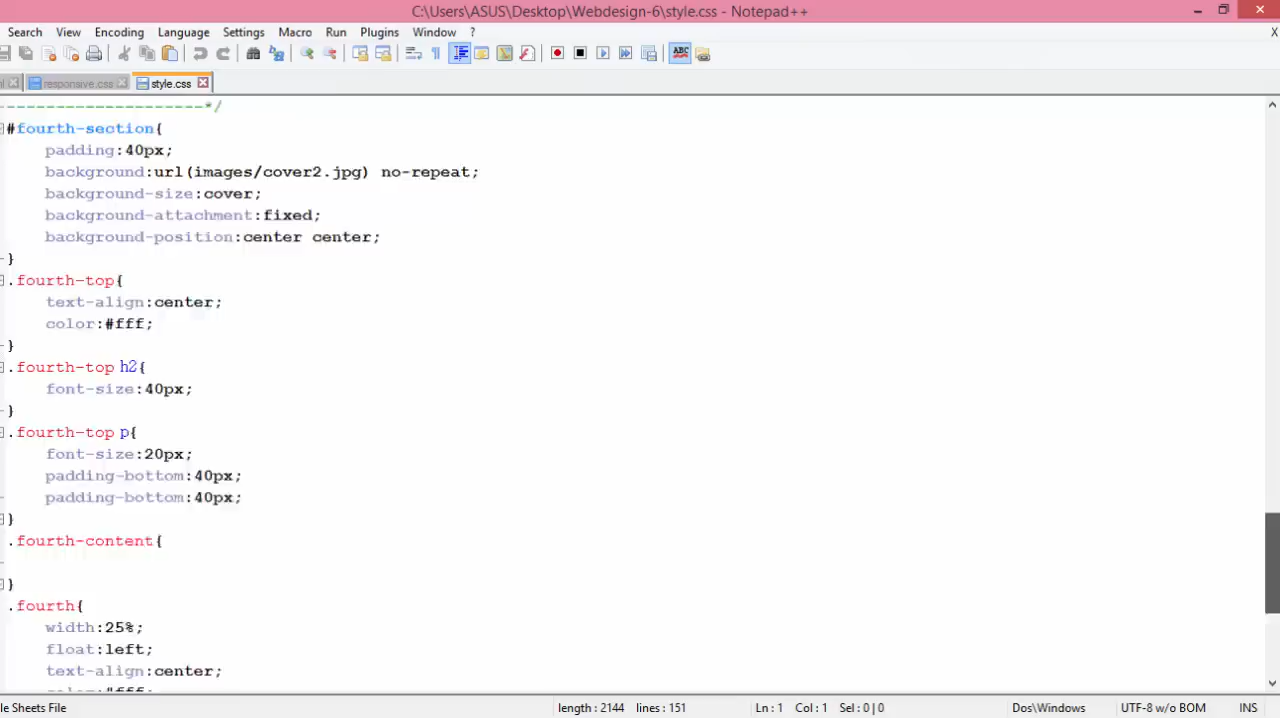 C:\Users\ASUS\Desktop\Webdesign-6\style.css - Notepad++
Search View Encoding Language Settings Macro Run Plugins Window ? X
responsive.css style.css
---------------------*/
#fourth-section{
padding:40px;
background:url(images/cover2.jpg) no-repeat;
background-size:cover;
background-attachment:fixed;
background-position:center center;
}
.fourth-top{
text-align:center;
color:#fff;
}
.fourth-top h2{
font-size:40px;
}
.fourth-top p{
font-size:20px;
padding-bottom:40px;
padding-bottom:40px;
}
.fourth-content{
}
.fourth{
width:25%;
float:left;
text-align:center;
le Sheets File length : 2144 lines : 151 Ln : 1 Col : 1 Sel : 0 | 0 Dos\Windows UTF-8 w/o BOM INS